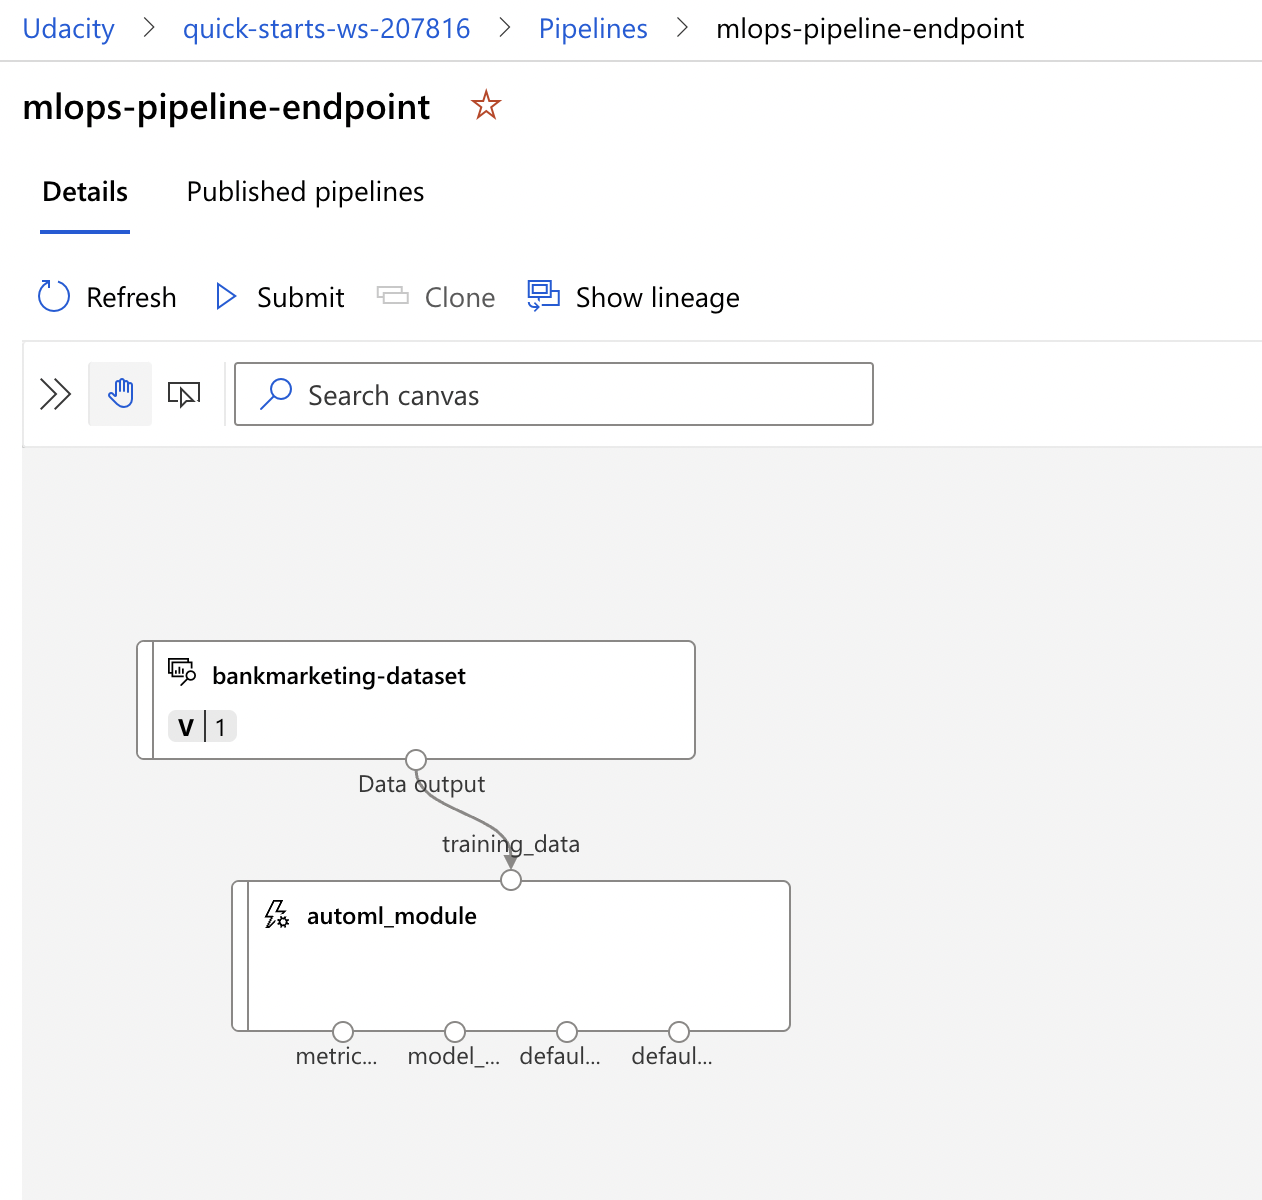 Udacity > quick-starts-ws-207816 > Pipelines > mlops-pipeline-endpoint
mlops-pipeline-endpoint
Details Published pipelines
Refresh Submit Clone Show lineage
Search canvas
bankmarketing-dataset
V | 1
Data output
training_data
automl_module
metric... model_... defaul... defaul...